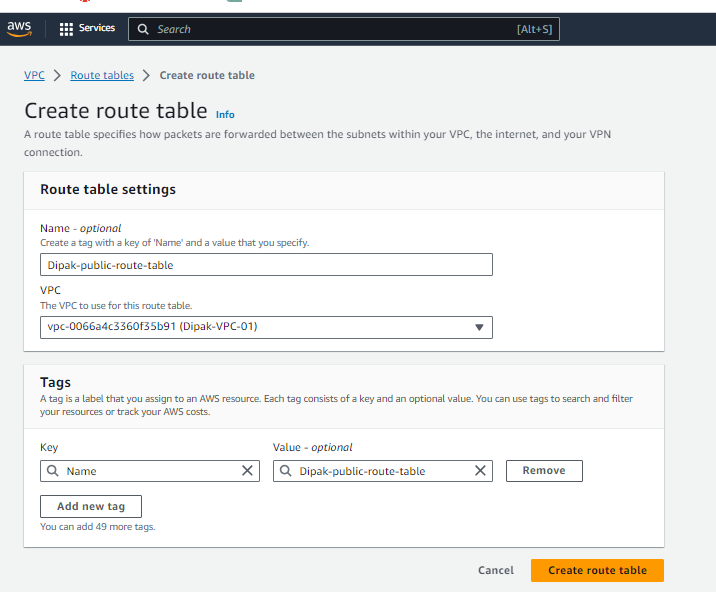 aws
Services
Search
[Alt+S]
VPC
Route tables
Create route table
Create route table
Info
A route table specifies how packets are forwarded between the subnets within your VPC, the internet, and your VPN
connection.
Route table settings
Name - optional
Create a tag with a key of 'Name' and a value that you specify.
Dipak-public-route-table
VPC
The VPC to use for this route table.
vpc-0066a4c3360f35b91 (Dipak-VPC-01)
Tags
A tag is a label that you assign to an AWS resource. Each tag consists of a key and an optional value. You can use tags to search and filter
your resources or track your AWS costs.
Key
Value - optional
Name
Dipak-public-route-table
Remove
Add new tag
You can add 49 more tags.
Cancel
Create route table